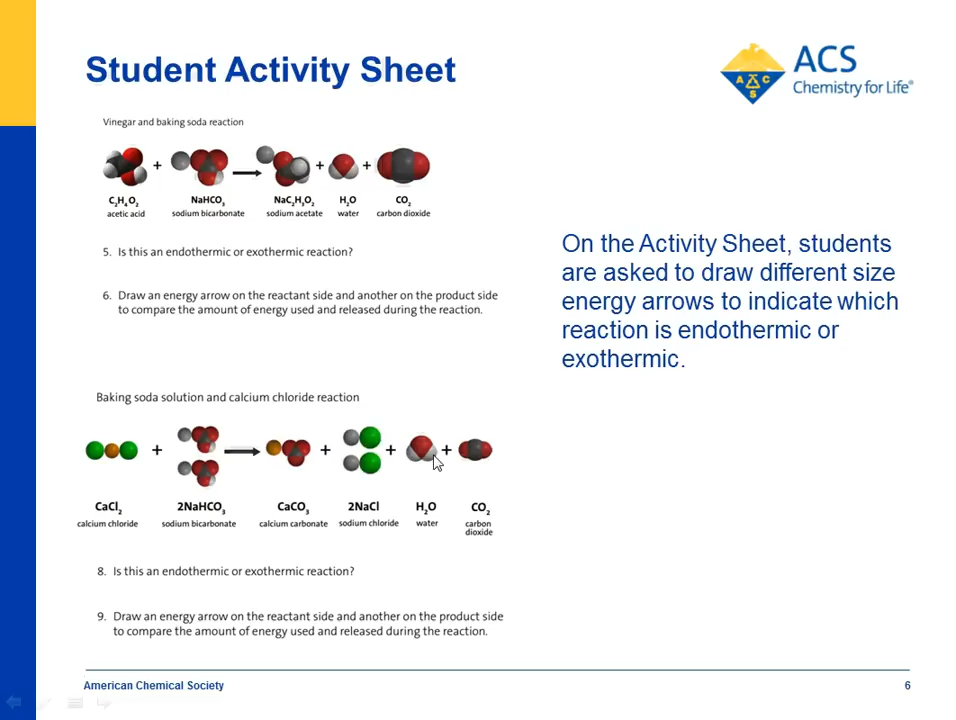 Student Activity Sheet
ACS
Chemistry for Life®
A C
S
Vinegar and baking soda reaction
+ + +
C₂H₄O₂ NaHCO₃ NaC₂H₃O₂ H₂O CO₂
acetic acid sodium bicarbonate sodium acetate water carbon dioxide
5. Is this an endothermic or exothermic reaction?
6. Draw an energy arrow on the reactant side and another on the product side
to compare the amount of energy used and released during the reaction.
On the Activity Sheet, students
are asked to draw different size
energy arrows to indicate which
reaction is endothermic or
exothermic.
Baking soda solution and calcium chloride reaction
+ + + +
CaCl₂ 2NaHCO₃ CaCO₃ 2NaCl H₂O CO₂
calcium chloride sodium bicarbonate calcium carbonate sodium chloride water carbon
dioxide
8. Is this an endothermic or exothermic reaction?
9. Draw an energy arrow on the reactant side and another on the product side
to compare the amount of energy used and released during the reaction.
American Chemical Society 6